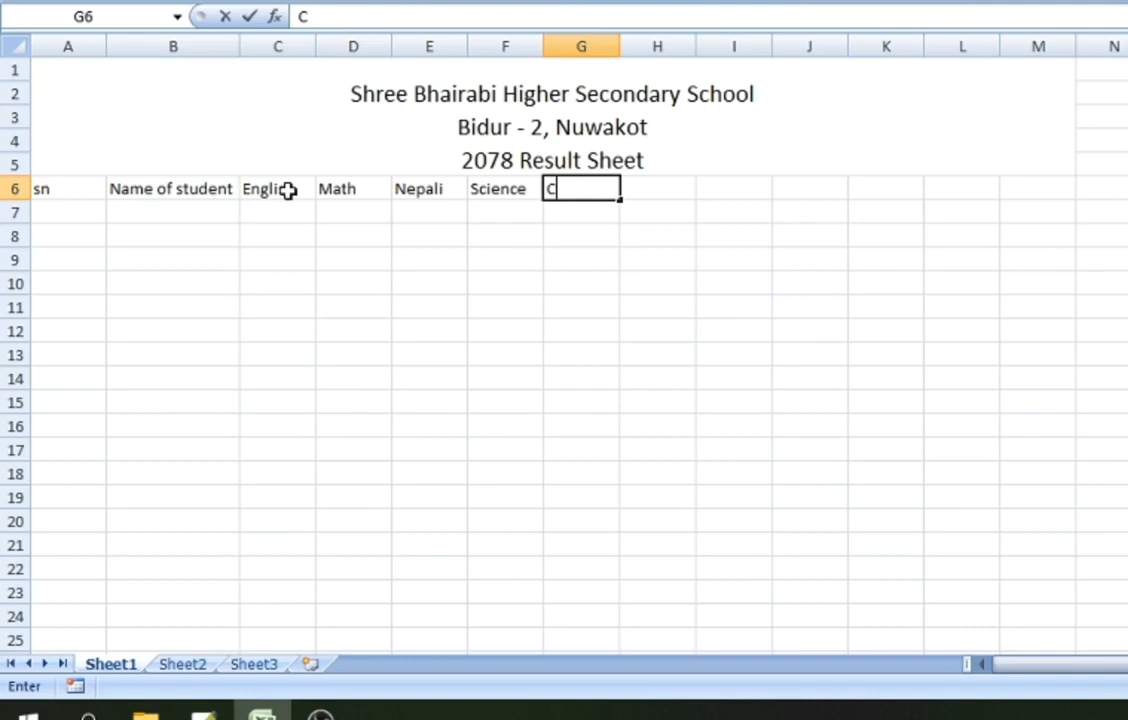 G6 fx C
A B C D E F G H I J K L M N
1
2 Shree Bhairabi Higher Secondary School
3 Bidur - 2, Nuwakot
4
5 2078 Result Sheet
6 sn Name of student Englis Math Nepali Science C
7
8
9
10
11
12
13
14
15
16
17
18
19
20
21
22
23
24
25
Sheet1 Sheet2 Sheet3
Enter